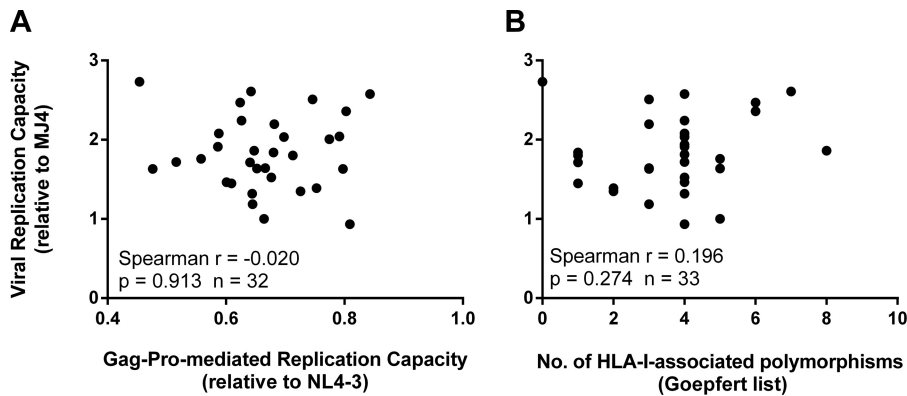 A
Viral Replication Capacity
(relative to MJ4)
3
2
1
0
Spearman r = -0.020
p = 0.913 n = 32
0.4 0.6 0.8 1.0
Gag-Pro-mediated Replication Capacity
(relative to NL4-3)
B
3
2
1
0
Spearman r = 0.196
p = 0.274 n = 33
0 2 4 6 8 10
No. of HLA-I-associated polymorphisms
(Goepfert list)